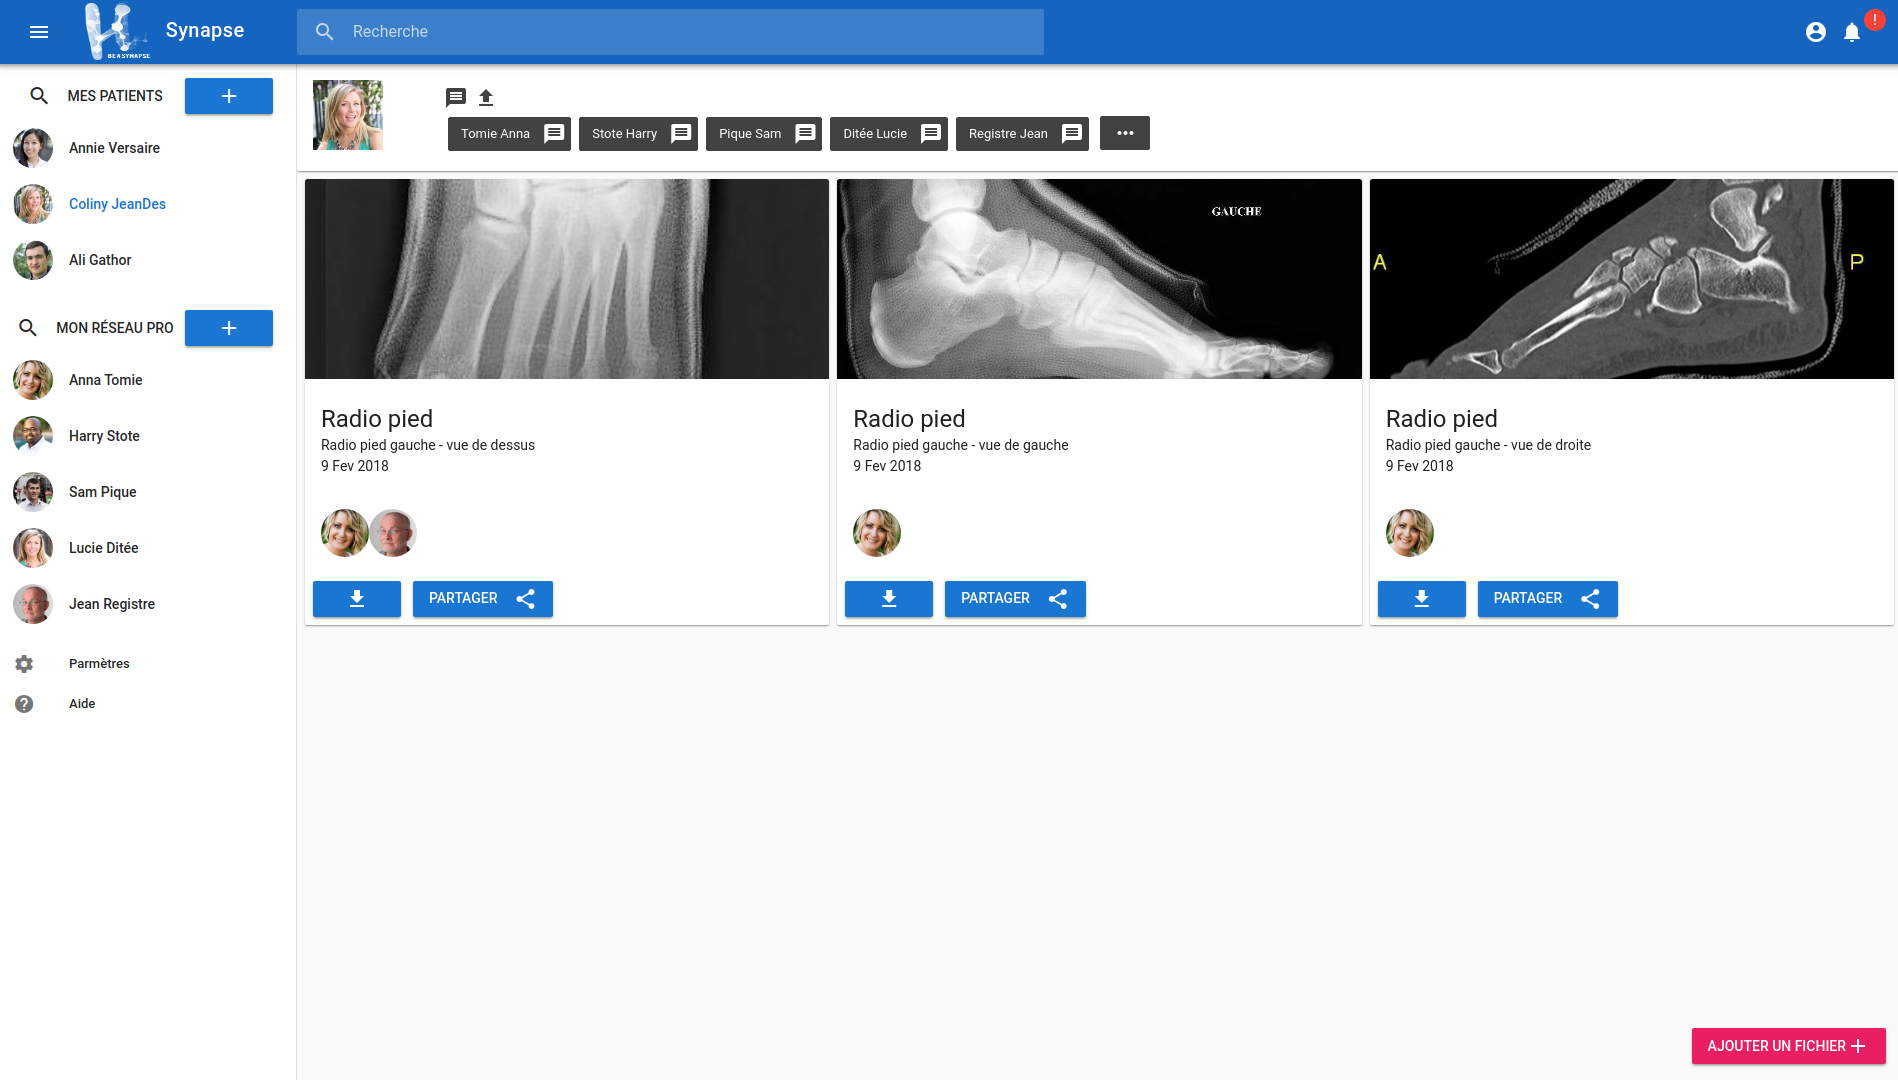 BEASYNAPSE
Synapse
Recherche
!
MES PATIENTS
Annie Versaire
Coliny JeanDes
Ali Gathor
MON RÉSEAU PRO
Anna Tomie
Harry Stote
Sam Pique
Lucie Ditée
Jean Registre
Parmètres
Aide
Tomie Anna
Stote Harry
Pique Sam
Ditée Lucie
Registre Jean
Radio pied
Radio pied gauche - vue de dessus
9 Fev 2018
PARTAGER
GAUCHE
Radio pied
Radio pied gauche - vue de gauche
9 Fev 2018
PARTAGER
A
P
Radio pied
Radio pied gauche - vue de droite
9 Fev 2018
PARTAGER
AJOUTER UN FICHIER